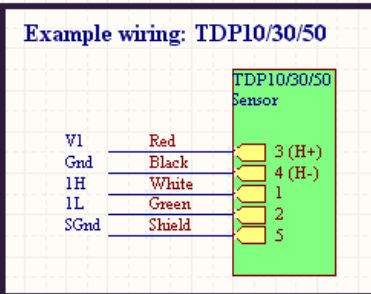 Example wiring: TDP10/30/50
TDP10/30/50
Sensor
V1 Red 3 (H+)
Gnd Black 4 (H-)
1H White 1
1L Green 2
SGnd Shield 5